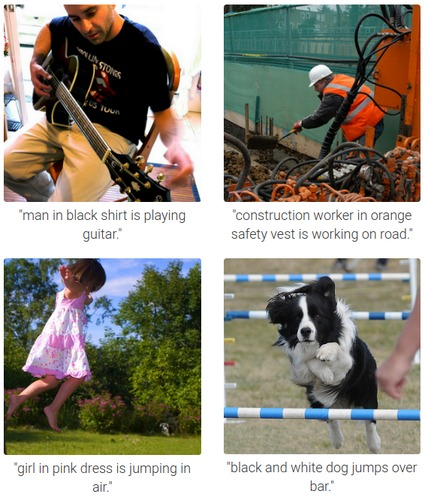 "man in black shirt is playing
guitar."
"construction worker in orange
safety vest is working on road."
"girl in pink dress is jumping in
air."
"black and white dog jumps over
bar."